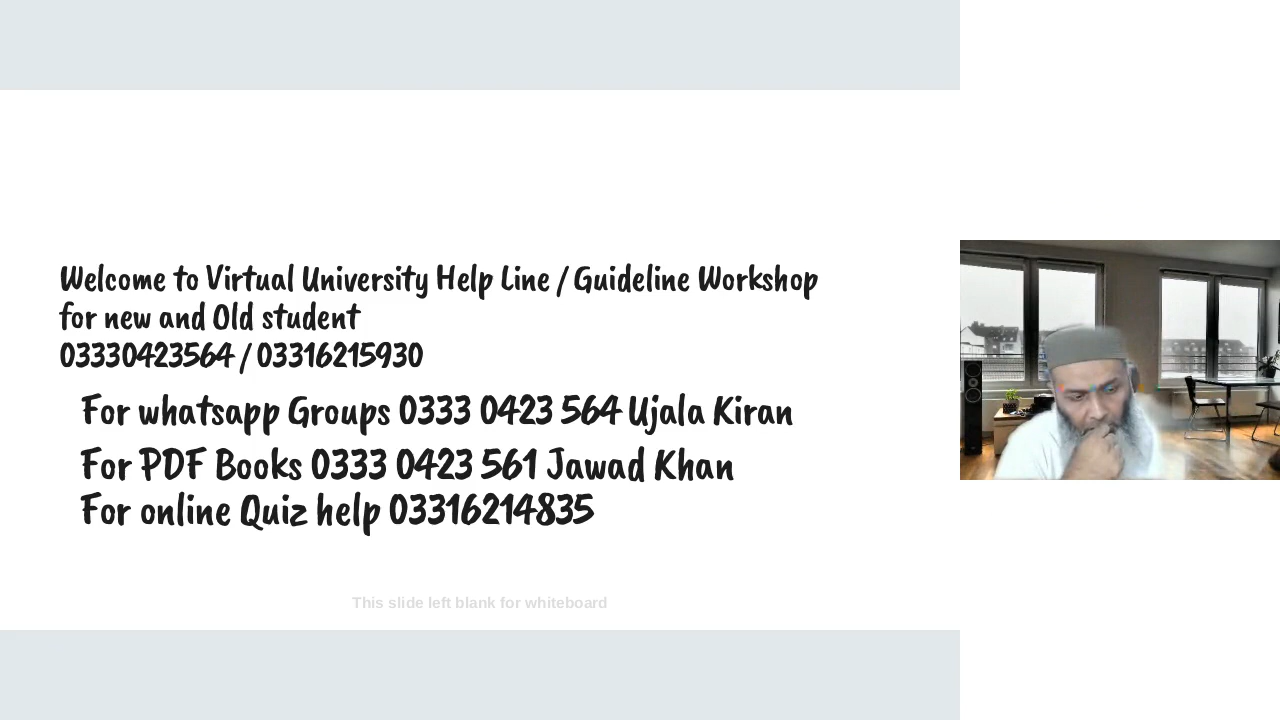 Welcome to Virtual University Help Line / Guideline Workshop
for new and Old student
03330423564 / 03316215930
For whatsapp Groups 0333 0423 564 Ujala Kiran
For PDF Books 0333 0423 561 Jawad Khan
For online Quiz help 03316214835
This slide left blank for whiteboard